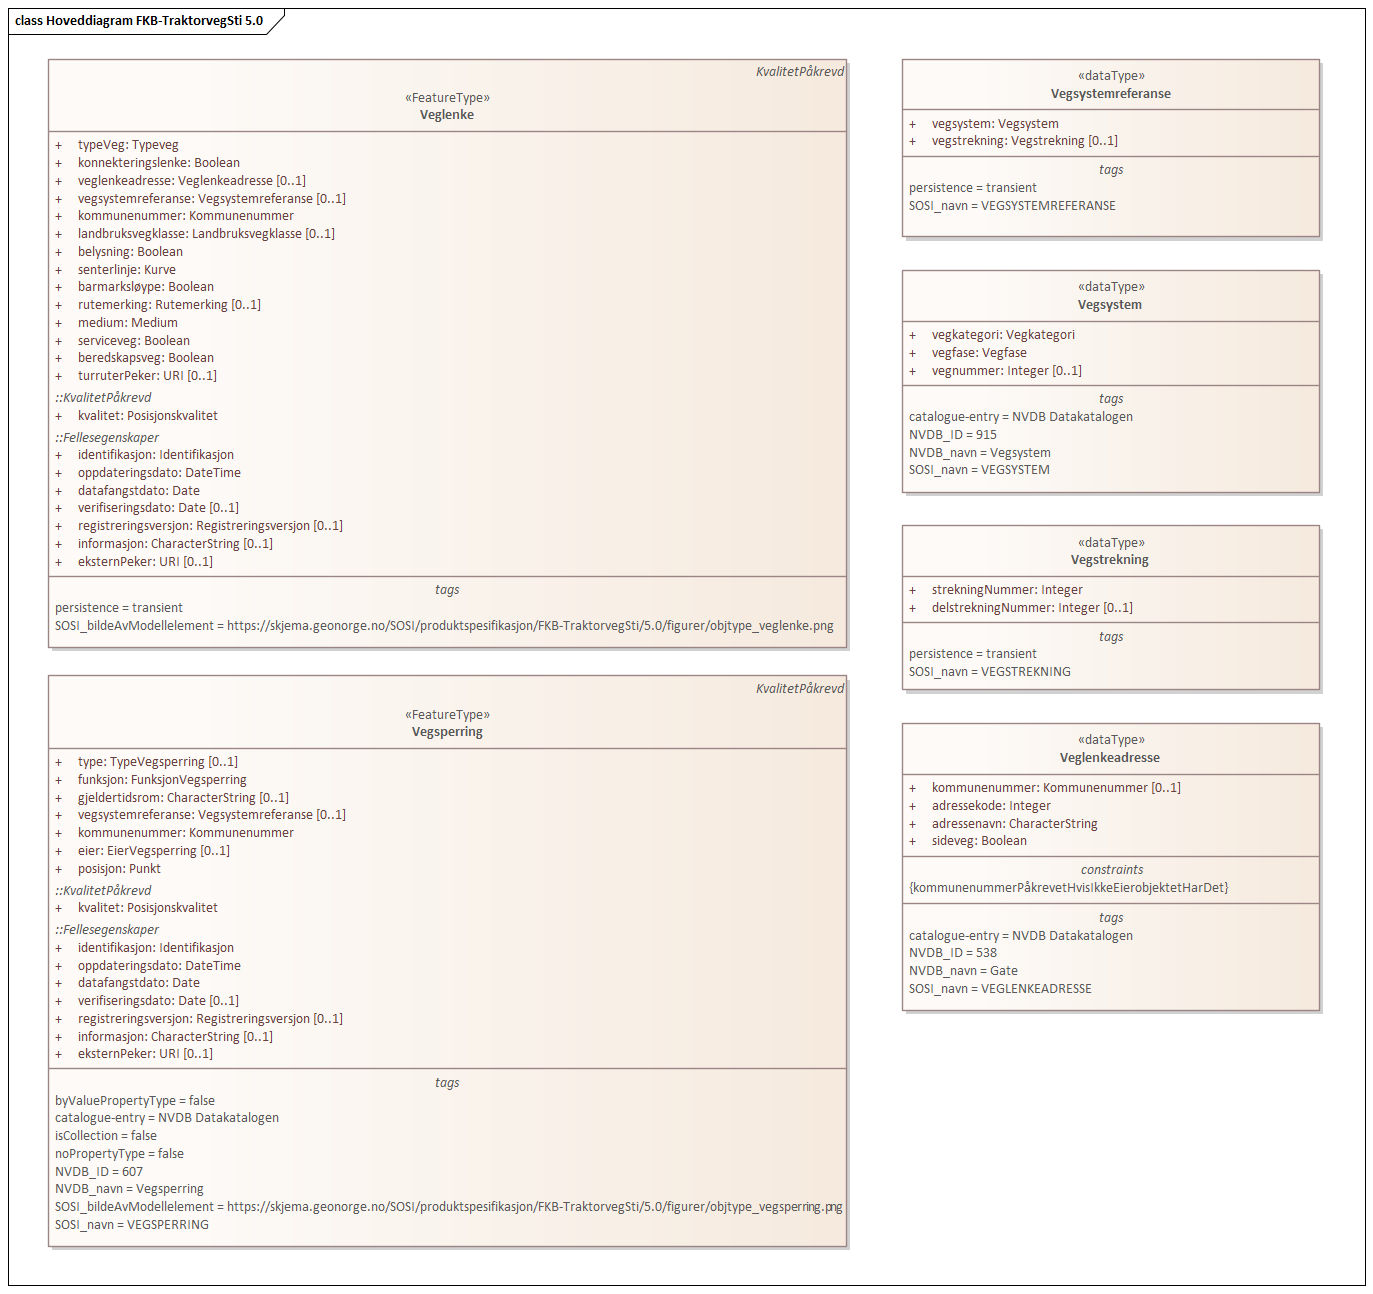 class Hoveddiagram FKB-TraktorvegSti 5.0
KvalitetPåkrevd
«FeatureType»
Veglenke
+ typeVeg: Typeveg
+ konnekteringslenke: Boolean
+ veglenkeadresse: Veglenkeadresse [0..1]
+ vegsystemreferanse: Vegsystemreferanse [0..1]
+ kommunenummer: Kommunenummer
+ landbruksvegklasse: Landbruksvegklasse [0..1]
+ belysning: Boolean
+ senterlinje: Kurve
+ barmarksløype: Boolean
+ rutemerking: Rutemerking [0..1]
+ medium: Medium
+ serviceveg: Boolean
+ beredskapsveg: Boolean
+ turruterPeker: URI [0..1]
::KvalitetPåkrevd
+ kvalitet: Posisjonskvalitet
::Fellesegenskaper
+ identifikasjon: Identifikasjon
+ oppdateringsdato: DateTime
+ datafangstdato: Date
+ verifiseringsdato: Date [0..1]
+ registreringsversjon: Registreringsversjon [0..1]
+ informasjon: CharacterString [0..1]
+ eksternPeker: URI [0..1]
tags
persistence = transient
SOSI_bildeAvModellelement = https://skjema.geonorge.no/SOSI/produktspesifikasjon/FKB-TraktorvegSti/5.0/figurer/objtype_veglenke.png
KvalitetPåkrevd
«FeatureType»
Vegsperring
+ type: TypeVegsperring [0..1]
+ funksjon: FunksjonVegsperring
+ gjeldertidsrom: CharacterString [0..1]
+ vegsystemreferanse: Vegsystemreferanse [0..1]
+ kommunenummer: Kommunenummer
+ eier: EierVegsperring [0..1]
+ posisjon: Punkt
::KvalitetPåkrevd
+ kvalitet: Posisjonskvalitet
::Fellesegenskaper
+ identifikasjon: Identifikasjon
+ oppdateringsdato: DateTime
+ datafangstdato: Date
+ verifiseringsdato: Date [0..1]
+ registreringsversjon: Registreringsversjon [0..1]
+ informasjon: CharacterString [0..1]
+ eksternPeker: URI [0..1]
tags
byValuePropertyType = false
catalogue-entry = NVDB Datakatalogen
isCollection = false
noPropertyType = false
NVDB_ID = 607
NVDB_navn = Vegsperring
SOSI_bildeAvModellelement = https://skjema.geonorge.no/SOSI/produktspesifikasjon/FKB-TraktorvegSti/5.0/figurer/objtype_vegsperring.png
SOSI_navn = VEGSPERRING
«dataType»
Vegsystemreferanse
+ vegsystem: Vegsystem
+ vegstrekning: Vegstrekning [0..1]
tags
persistence = transient
SOSI_navn = VEGSYSTEMREFERANSE
«dataType»
Vegsystem
+ vegkategori: Vegkategori
+ vegfase: Vegfase
+ vegnummer: Integer [0..1]
tags
catalogue-entry = NVDB Datakatalogen
NVDB_ID = 915
NVDB_navn = Vegsystem
SOSI_navn = VEGSYSTEM
«dataType»
Vegstrekning
+ strekningNummer: Integer
+ delstrekningNummer: Integer [0..1]
tags
persistence = transient
SOSI_navn = VEGSTREKNING
«dataType»
Veglenkeadresse
+ kommunenummer: Kommunenummer [0..1]
+ adressekode: Integer
+ adressenavn: CharacterString
+ sideveg: Boolean
constraints
{kommunenummerPåkrevetHvisIkkeEierobjektetHarDet}
tags
catalogue-entry = NVDB Datakatalogen
NVDB_ID = 538
NVDB_navn = Gate
SOSI_navn = VEGLENKEADRESSE